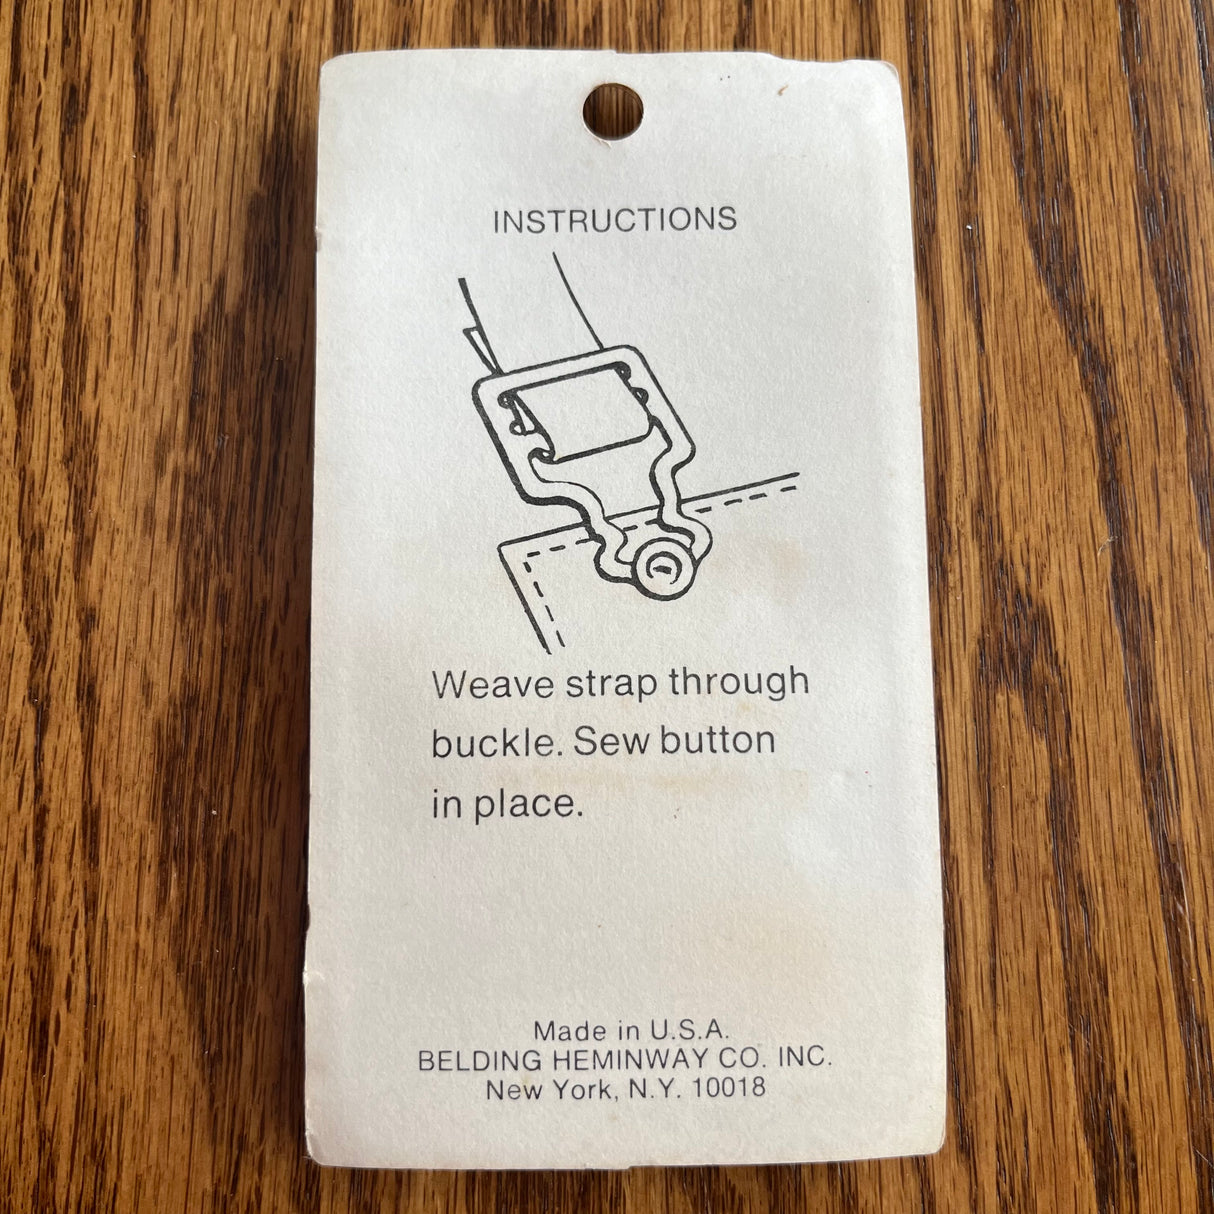 INSTRUCTIONS
Weave strap through
buckle. Sew button
in place.
Made in U.S.A.
BELDING HEMINWAY CO. INC.
New York, N.Y. 10018